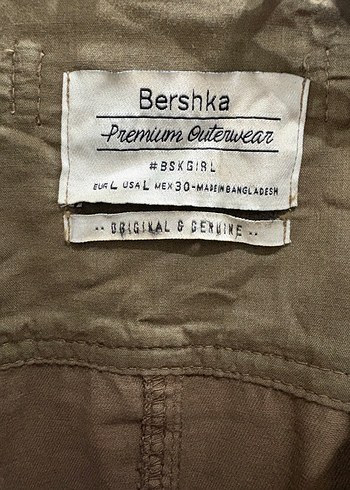 Bershka
Premium Outerwear
#BSKGIRL
EUR L USA L MEX 30-MADE IN BANGLADESH
-- ORIGINAL & GENUINE --